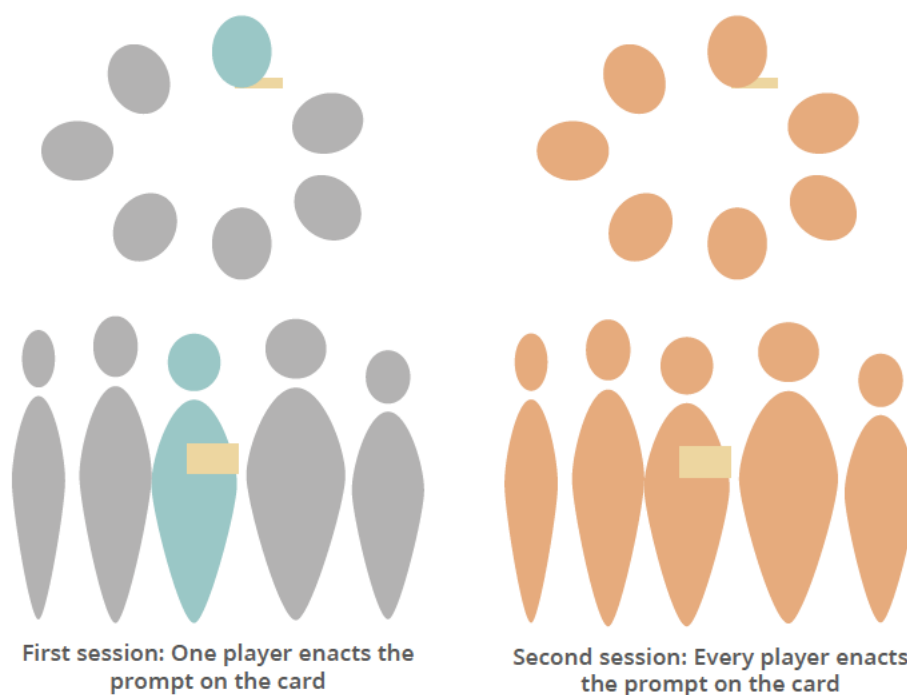 First session: One player enacts the
prompt on the card
Second session: Every player enacts
the prompt on the card